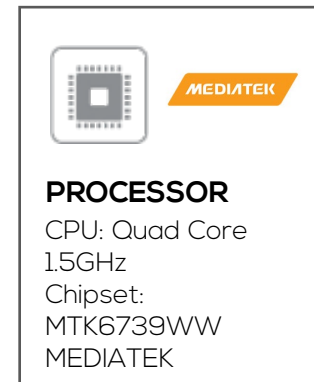 MEDIATEK
PROCESSOR
CPU: Quad Core
1.5GHz
Chipset:
MTK6739WW
MEDIATEK